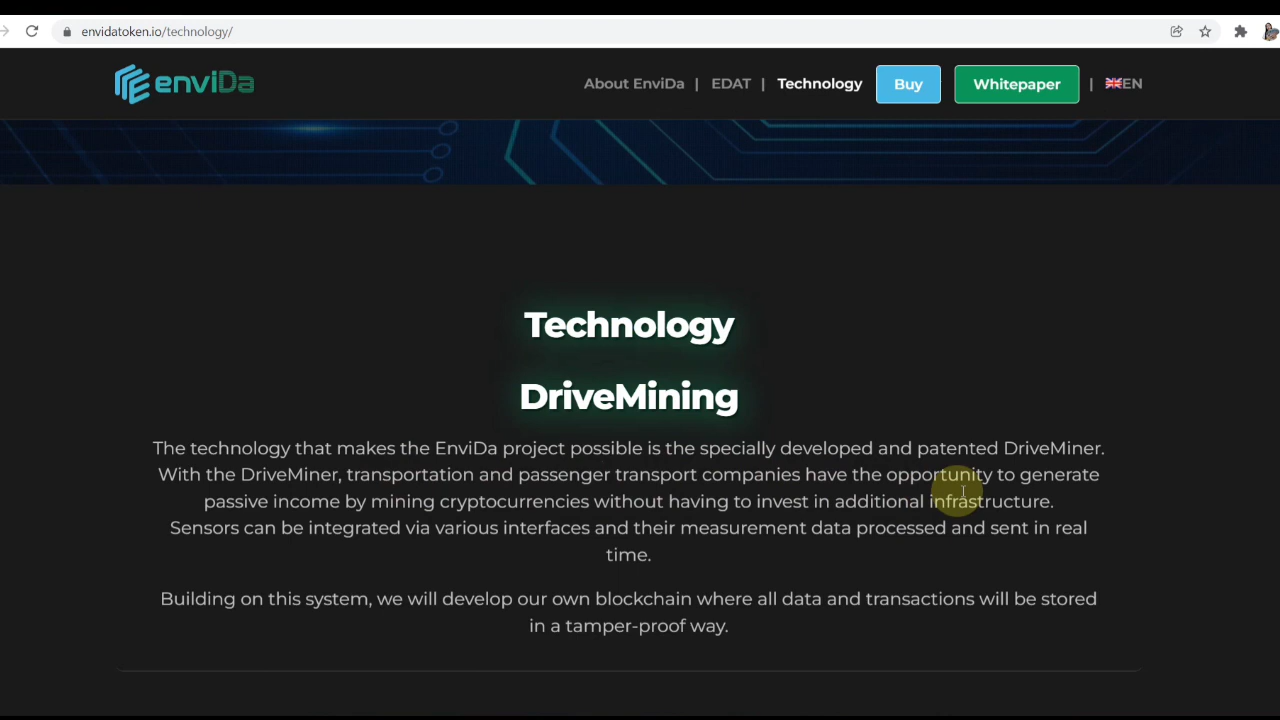 envidatoken.io/technology/
enviDa
About EnviDa | EDAT | Technology Buy Whitepaper | EN
Technology
DriveMining
The technology that makes the EnviDa project possible is the specially developed and patented DriveMiner.
With the DriveMiner, transportation and passenger transport companies have the opportunity to generate
passive income by mining cryptocurrencies without having to invest in additional infrastructure.
Sensors can be integrated via various interfaces and their measurement data processed and sent in real
time.
Building on this system, we will develop our own blockchain where all data and transactions will be stored
in a tamper-proof way.